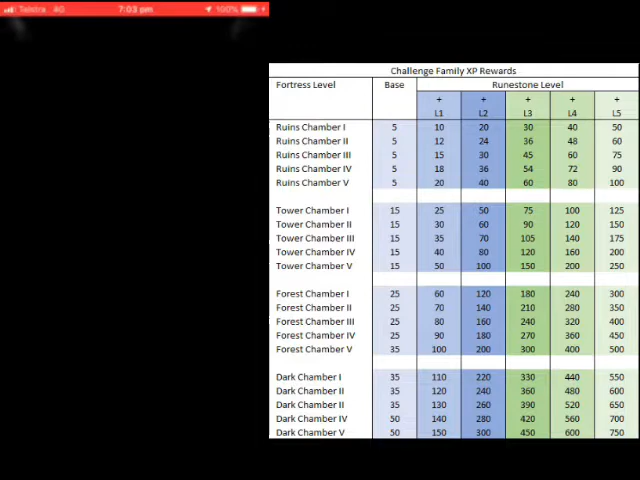 Telstra 4G 7:03 pm 100%
Challenge Family XP Rewards
Fortress Level Base Runestone Level
+ + + + +
L1 L2 L3 L4 L5
Ruins Chamber I 5 10 20 30 40 50
Ruins Chamber II 5 12 24 36 48 60
Ruins Chamber III 5 15 30 45 60 75
Ruins Chamber IV 5 18 36 54 72 90
Ruins Chamber V 5 20 40 60 80 100
Tower Chamber I 15 25 50 75 100 125
Tower Chamber II 15 30 60 90 120 150
Tower Chamber III 15 35 70 105 140 175
Tower Chamber IV 15 40 80 120 160 200
Tower Chamber V 15 50 100 150 200 250
Forest Chamber I 25 60 120 180 240 300
Forest Chamber II 25 70 140 210 280 350
Forest Chamber III 25 80 160 240 320 400
Forest Chamber IV 25 90 180 270 360 450
Forest Chamber V 35 100 200 300 400 500
Dark Chamber I 35 110 220 330 440 550
Dark Chamber II 35 120 240 360 480 600
Dark Chamber II 35 130 260 390 520 650
Dark Chamber IV 50 140 280 420 560 700
Dark Chamber V 50 150 300 450 600 750